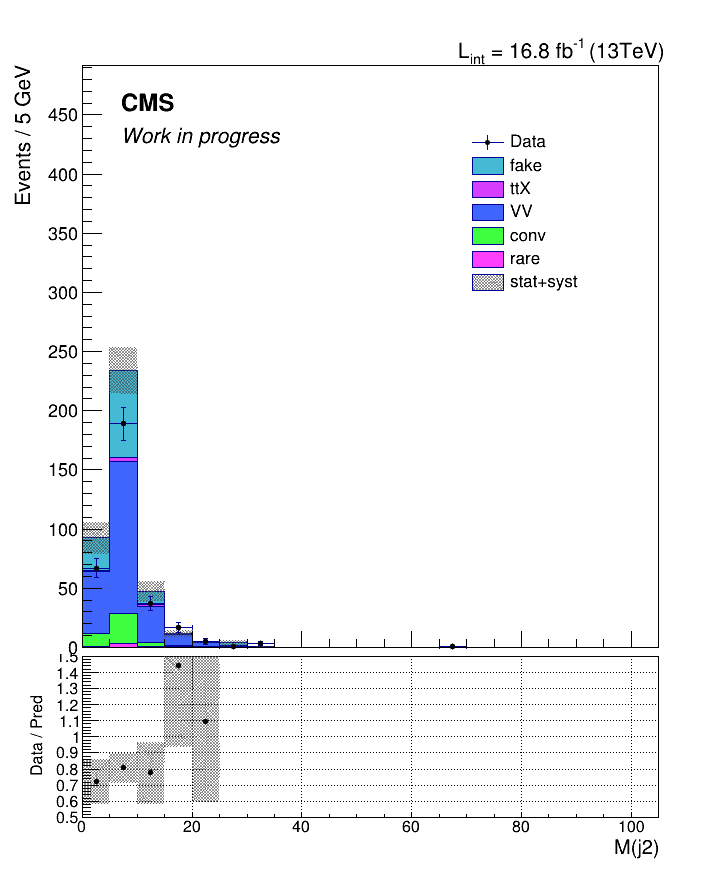 L_int = 16.8 fb^-1 (13TeV)
Events / 5 GeV
CMS
Work in progress
Data
fake
ttX
VV
conv
rare
stat+syst
450
400
350
300
250
200
150
100
50
0
Data / Pred
1.5
1.4
1.3
1.2
1.1
1
0.9
0.8
0.7
0.6
0.5
0 20 40 60 80 100
M(j2)